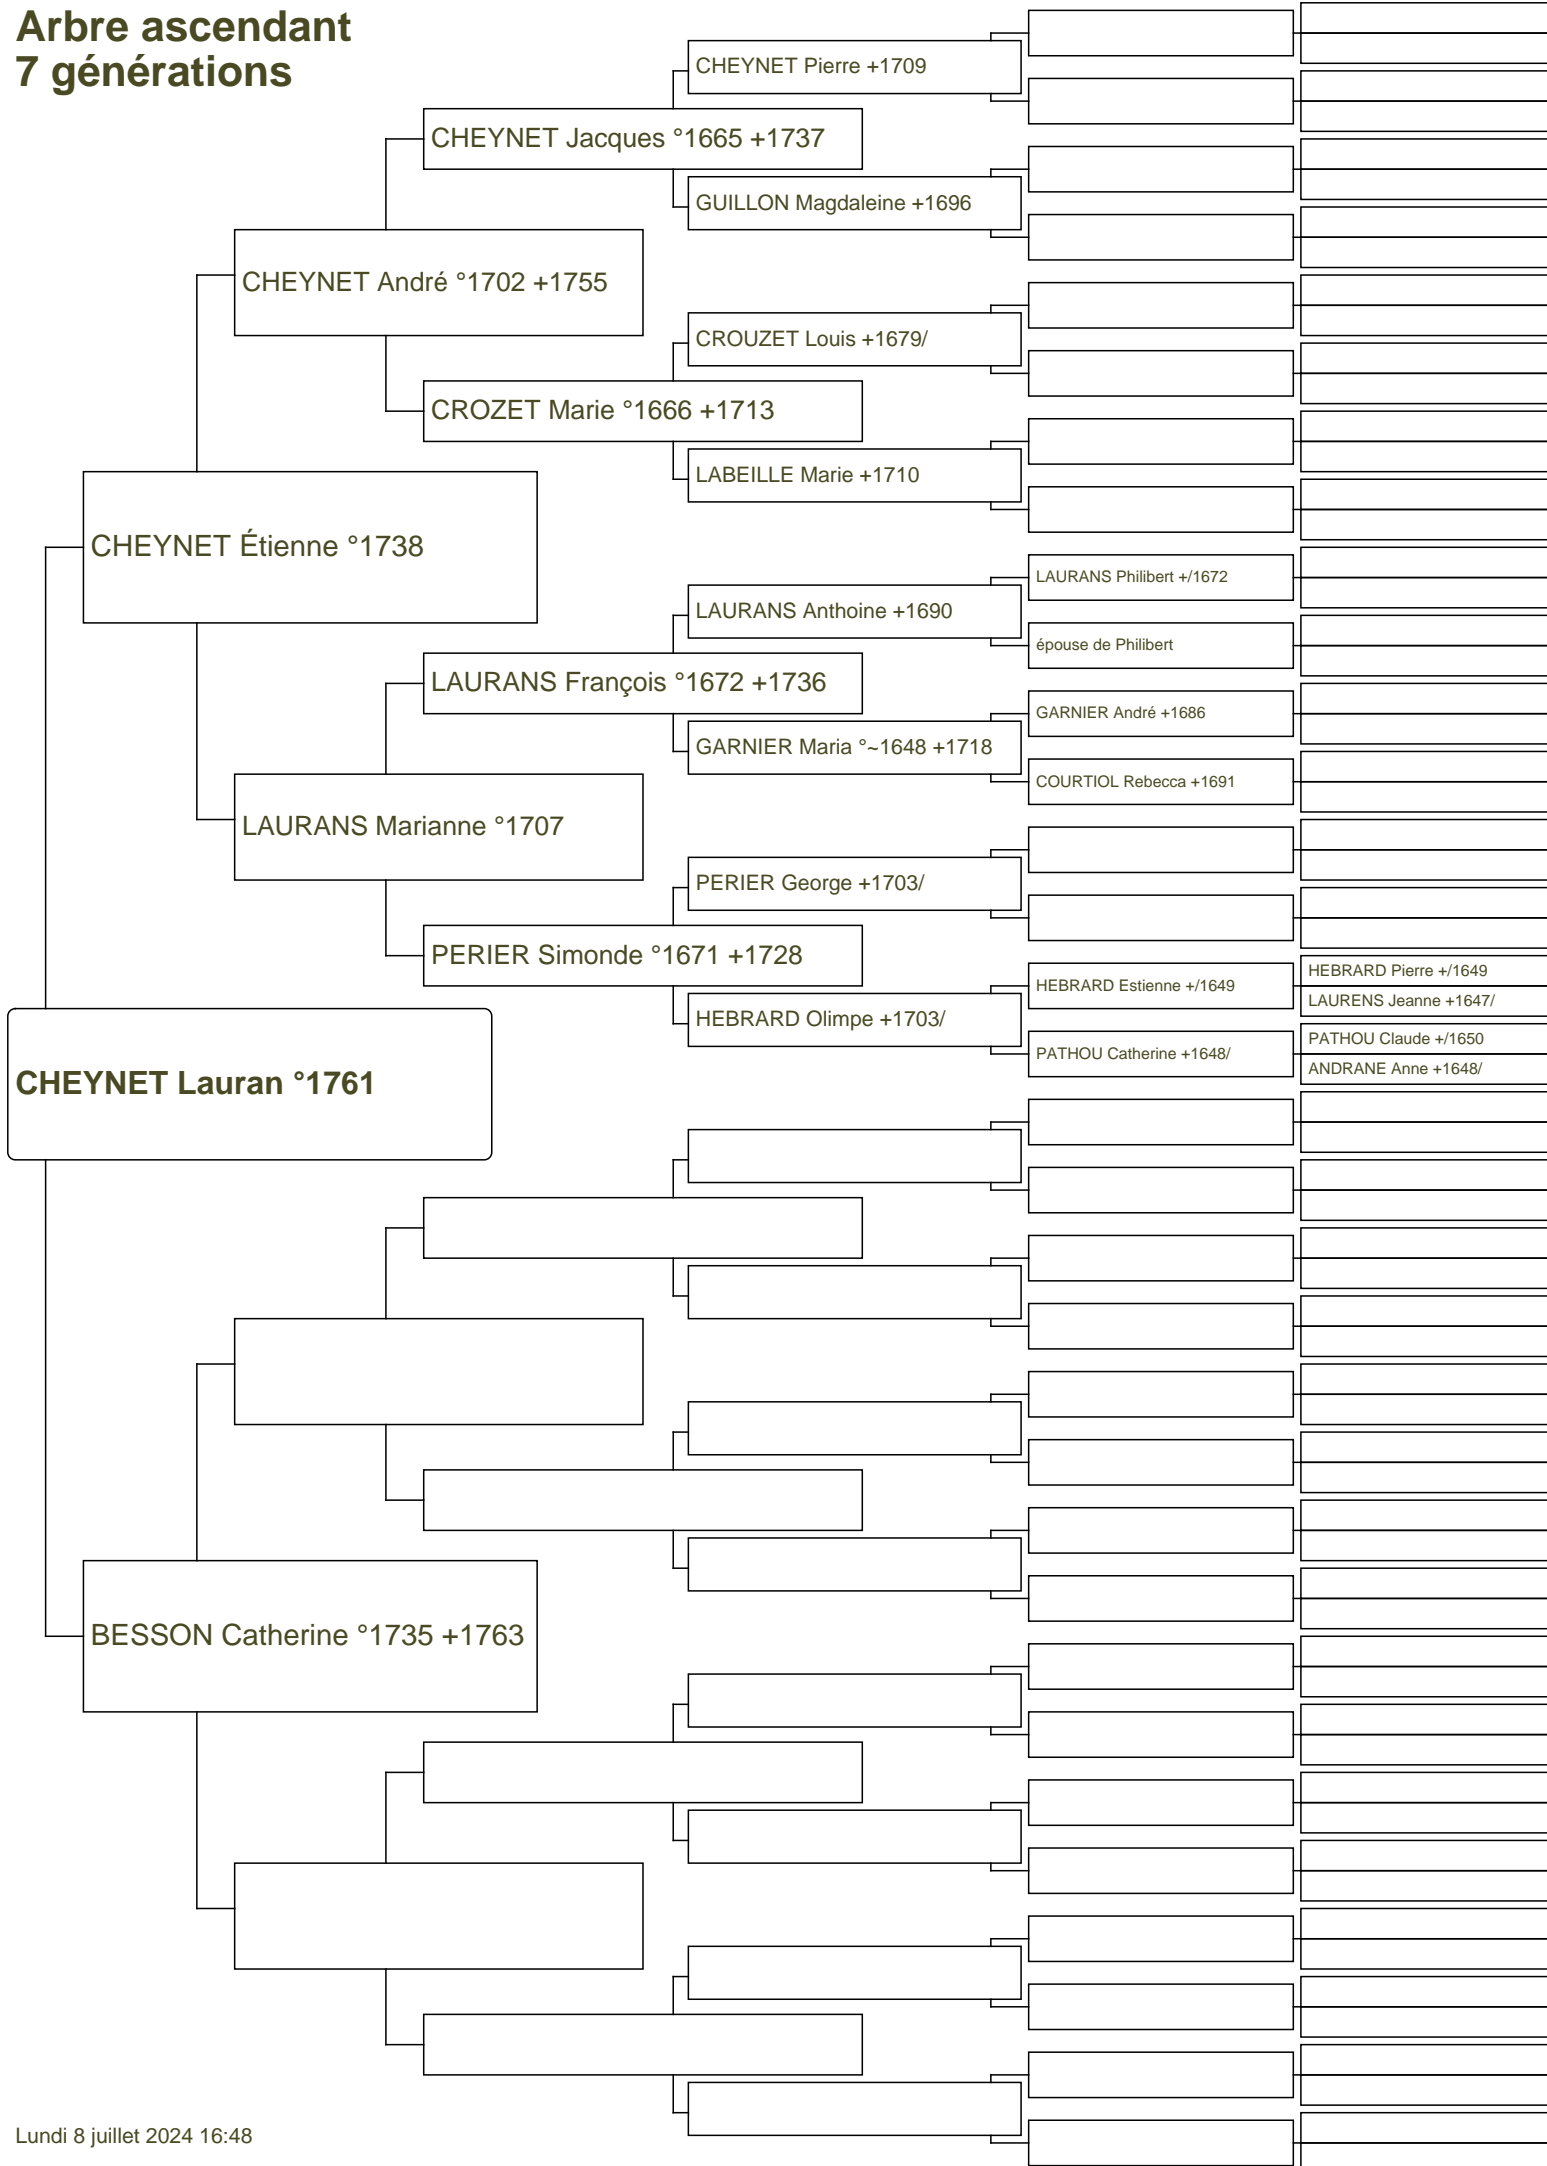 Arbre ascendant
7 générations
CHEYNET Pierre +1709
CHEYNET Jacques °1665 +1737
GUILLON Magdaleine +1696
CHEYNET André °1702 +1755
CROUZET Louis +1679/
CROZET Marie °1666 +1713
LABEILLE Marie +1710
CHEYNET Étienne °1738
LAURANS Philibert +/1672
LAURANS Anthoine +1690
épouse de Philibert
LAURANS François °1672 +1736
GARNIER André +1686
GARNIER Maria °~1648 +1718
COURTIOL Rebecca +1691
LAURANS Marianne °1707
PERIER George +1703/
PERIER Simonde °1671 +1728
HEBRARD Pierre +/1649
HEBRARD Estienne +/1649
LAURENS Jeanne +1647/
HEBRARD Olimpe +1703/
PATHOU Claude +/1650
PATHOU Catherine +1648/
ANDRANE Anne +1648/
CHEYNET Lauran °1761
BESSON Catherine °1735 +1763
Lundi 8 juillet 2024 16:48